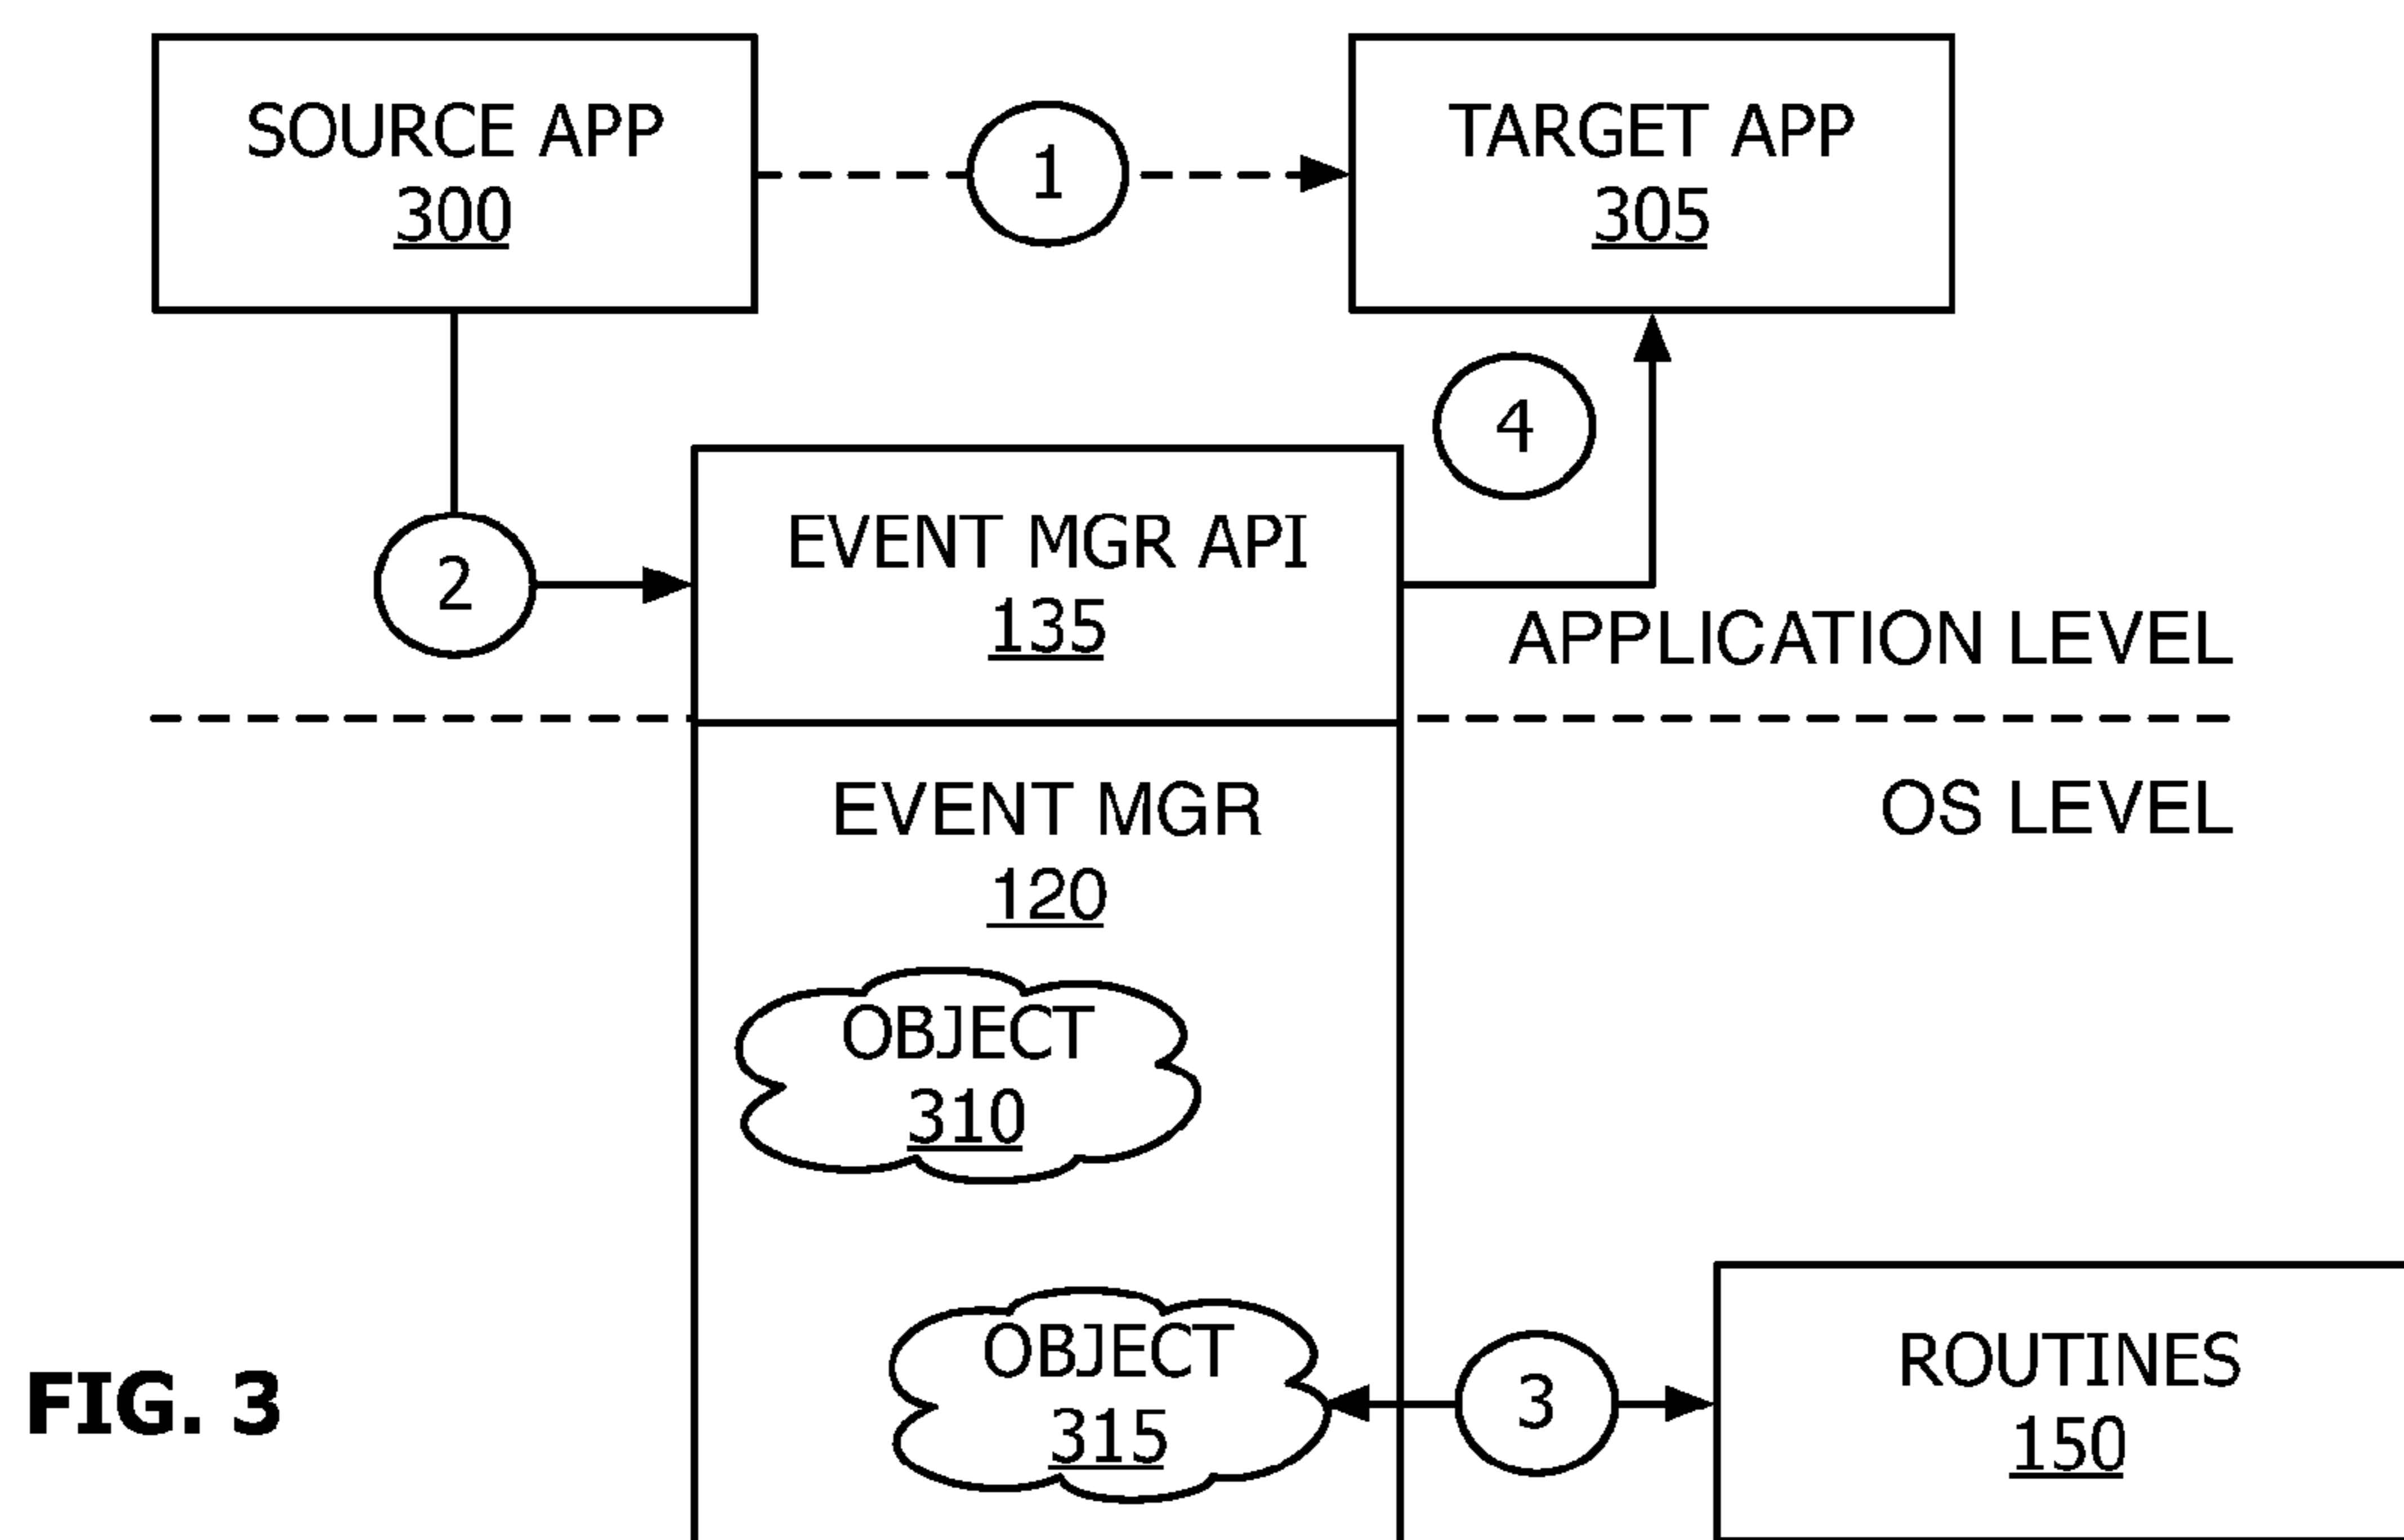 SOURCE APP
300
1
TARGET APP
305
4
2
EVENT MGR API
135
APPLICATION LEVEL
EVENT MGR
120
OS LEVEL
OBJECT
310
OBJECT
315
3
ROUTINES
150
FIG. 3